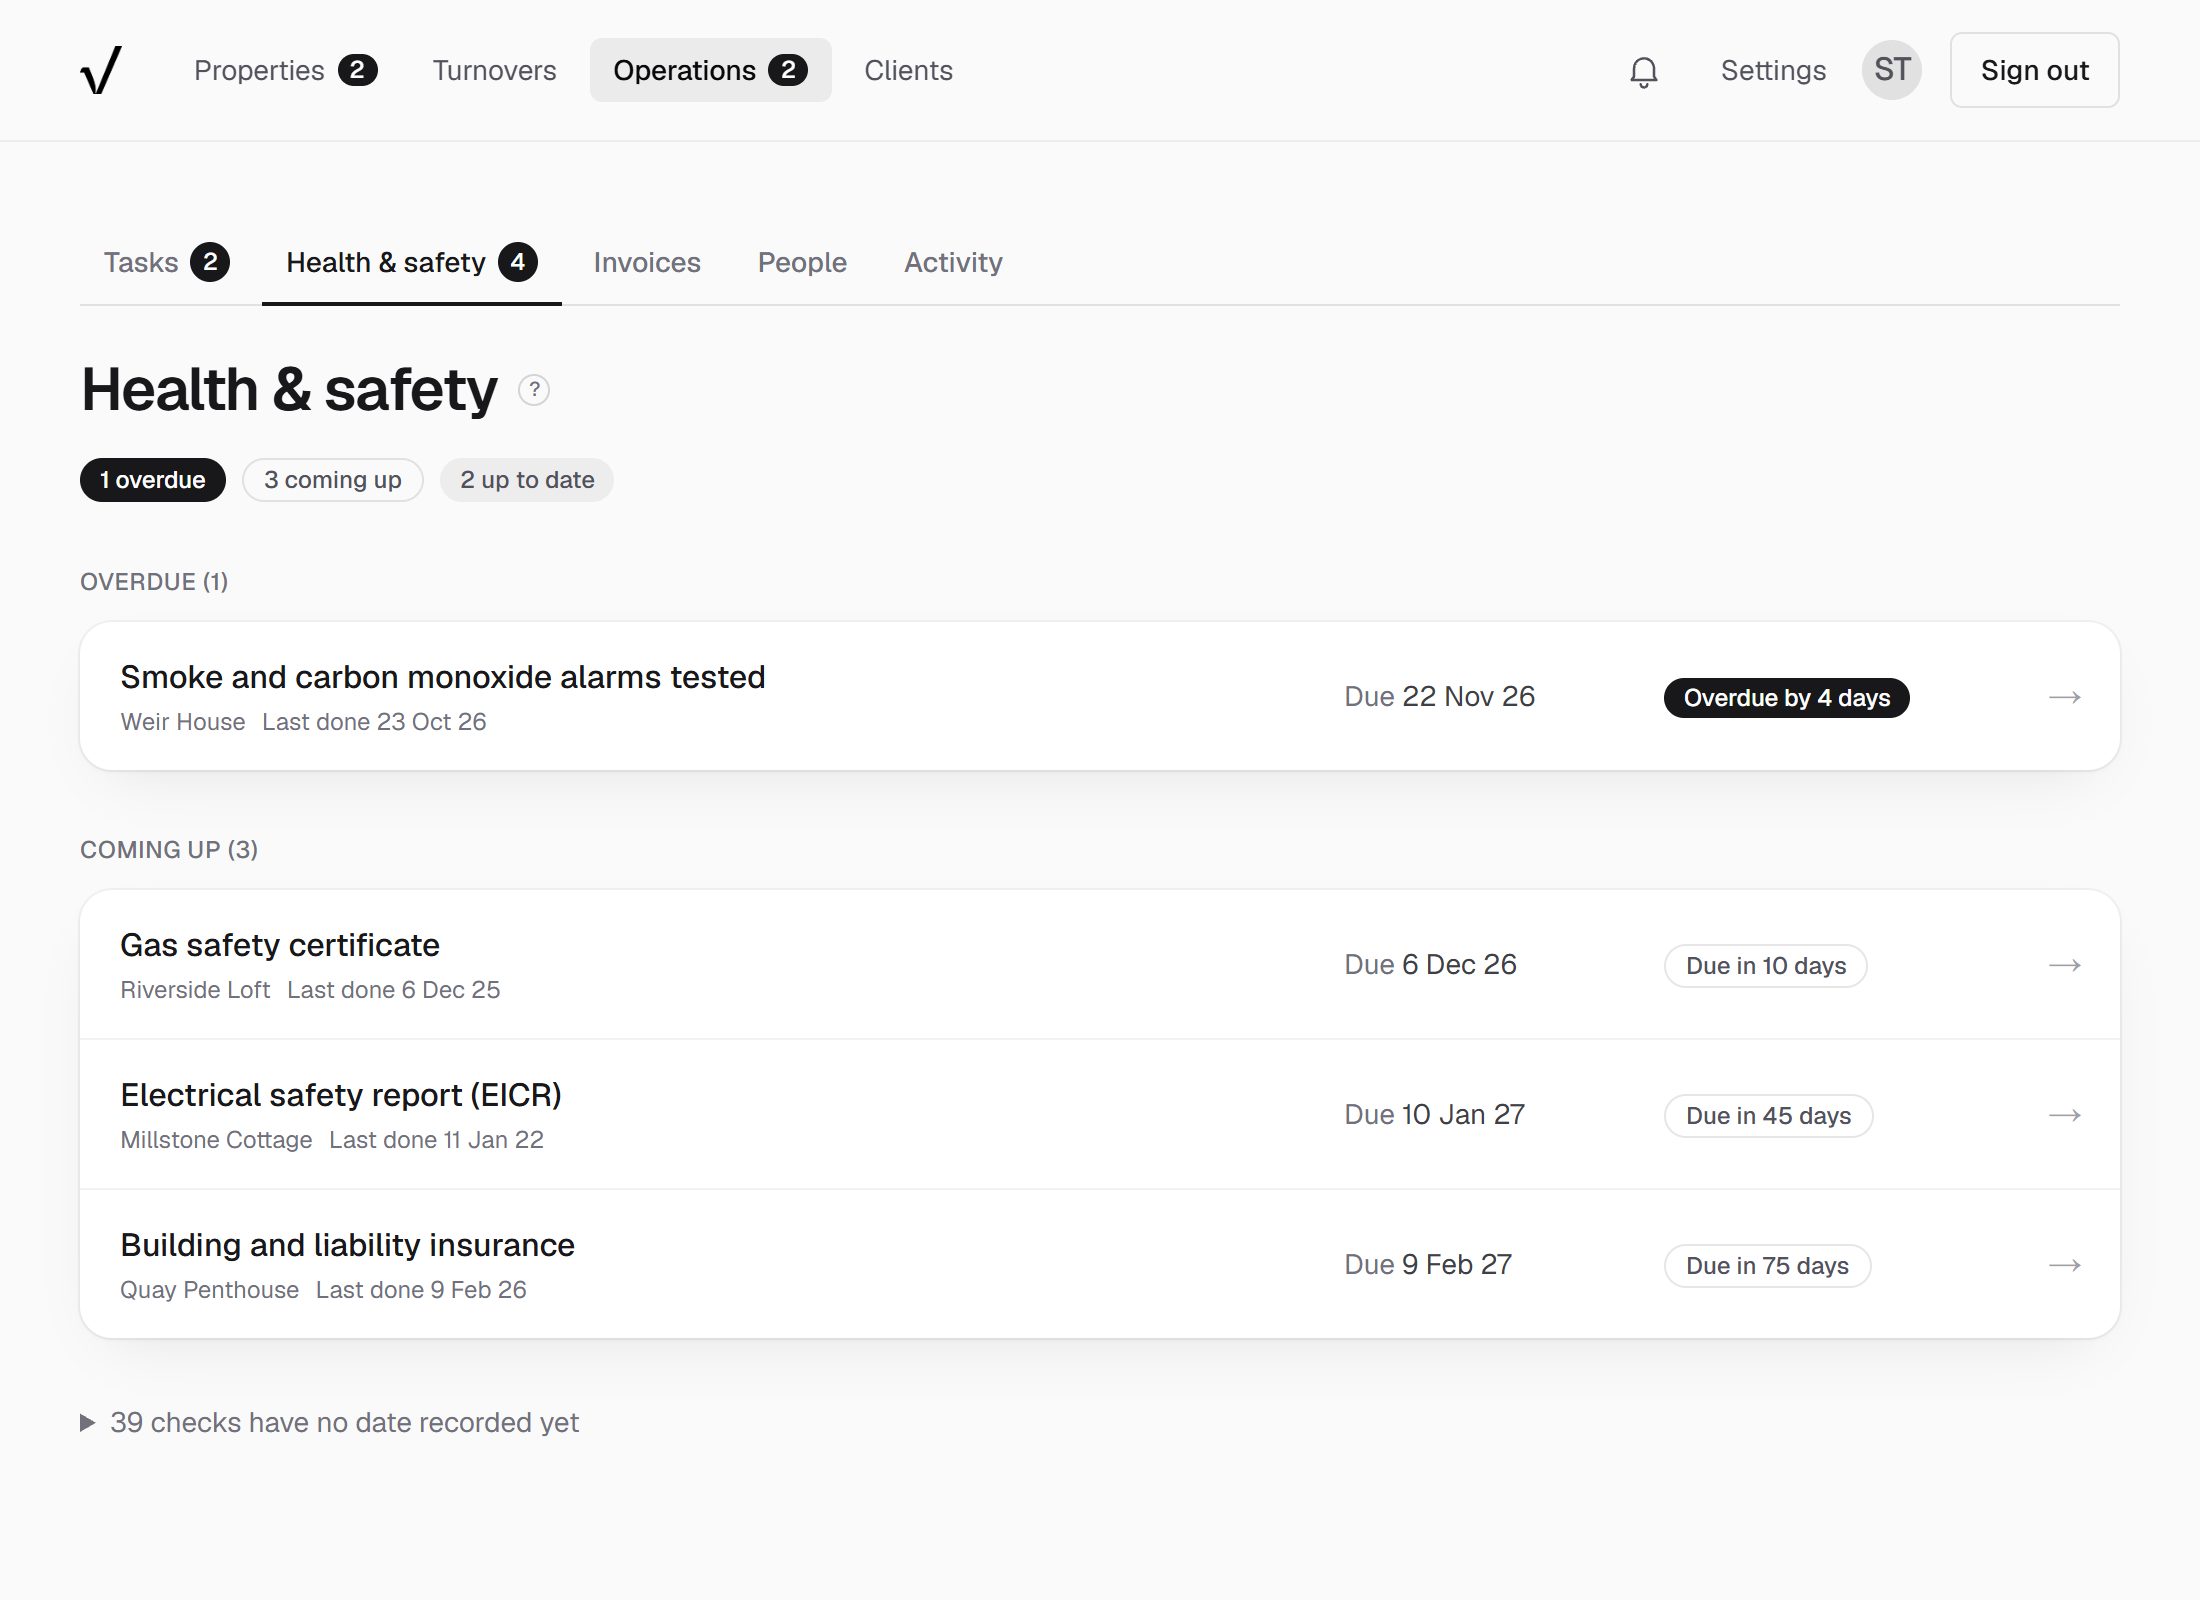 Properties 2 Turnovers Operations 2 Clients Settings ST Sign out
Tasks 2 Health & safety 4 Invoices People Activity
Health & safety ?
1 overdue 3 coming up 2 up to date
OVERDUE (1)
Smoke and carbon monoxide alarms tested
Weir House Last done 23 Oct 26
Due 22 Nov 26 Overdue by 4 days →
COMING UP (3)
Gas safety certificate
Riverside Loft Last done 6 Dec 25
Due 6 Dec 26 Due in 10 days →
Electrical safety report (EICR)
Millstone Cottage Last done 11 Jan 22
Due 10 Jan 27 Due in 45 days →
Building and liability insurance
Quay Penthouse Last done 9 Feb 26
Due 9 Feb 27 Due in 75 days →
39 checks have no date recorded yet